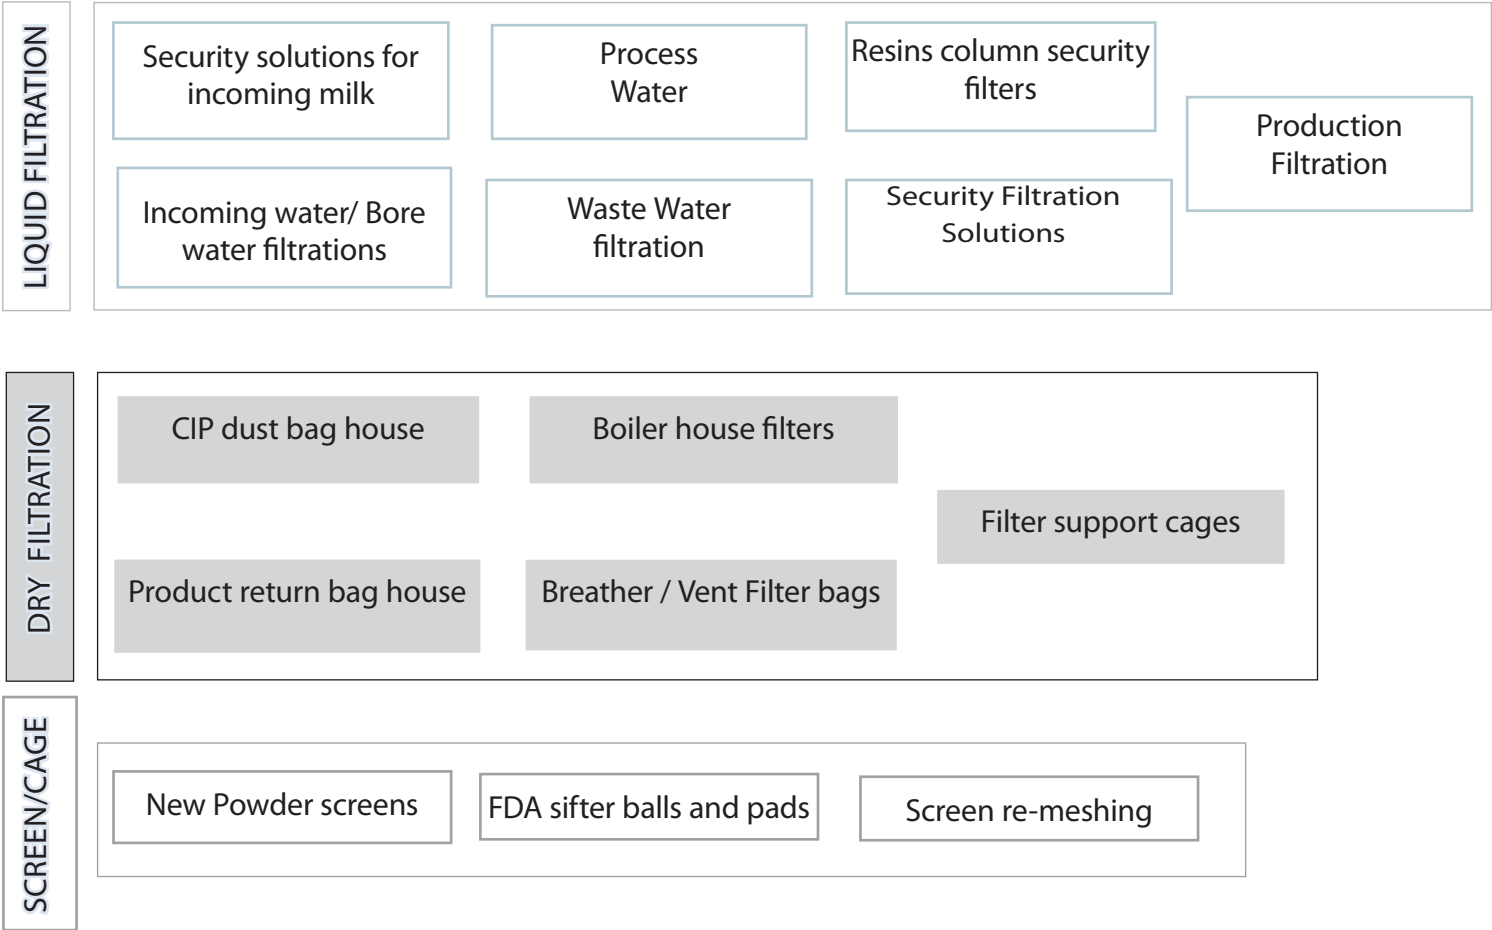 LIQUID FILTRATION
Security solutions for
incoming milk
Process
Water
Resins column security
filters
Production
Filtration
Incoming water/ Bore
water filtrations
Waste Water
filtration
Security Filtration
Solutions
DRY FILTRATION
CIP dust bag house
Boiler house filters
Filter support cages
Product return bag house
Breather / Vent Filter bags
SCREEN/CAGE
New Powder screens
FDA sifter balls and pads
Screen re-meshing